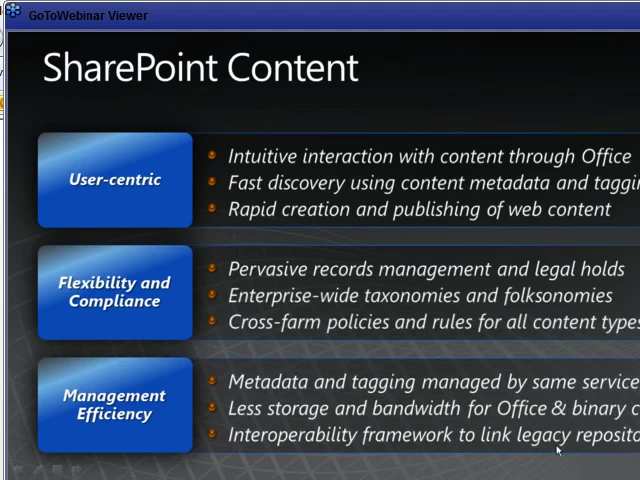 GoToWebinar Viewer
SharePoint Content
User-centric
Intuitive interaction with content through Office
Fast discovery using content metadata and
Rapid creation and publishing of web content
Flexibility and
Compliance
Pervasive records management and legal holds
Enterprise-wide taxonomies and folksonomies
Cross-farm policies and rules for all content types
Management
Efficiency
Metadata and tagging managed by same service
Less storage and bandwidth for Office & binary
Interoperability framework to link legacy